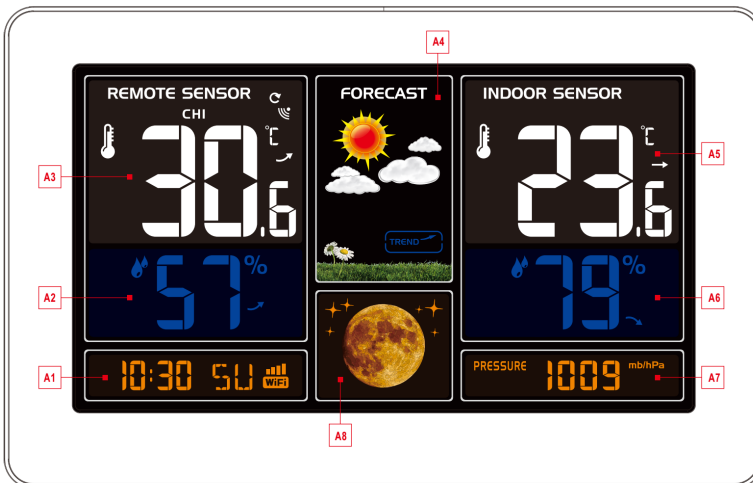 A4
REMOTE SENSOR
CHI
30.6 °C
A3
57%
A2
10:30 SU WiFi
A1
FORECAST
TREND
A8
INDOOR SENSOR
23.6 °C
A5
79%
A6
PRESSURE 1009 mb/hPa
A7